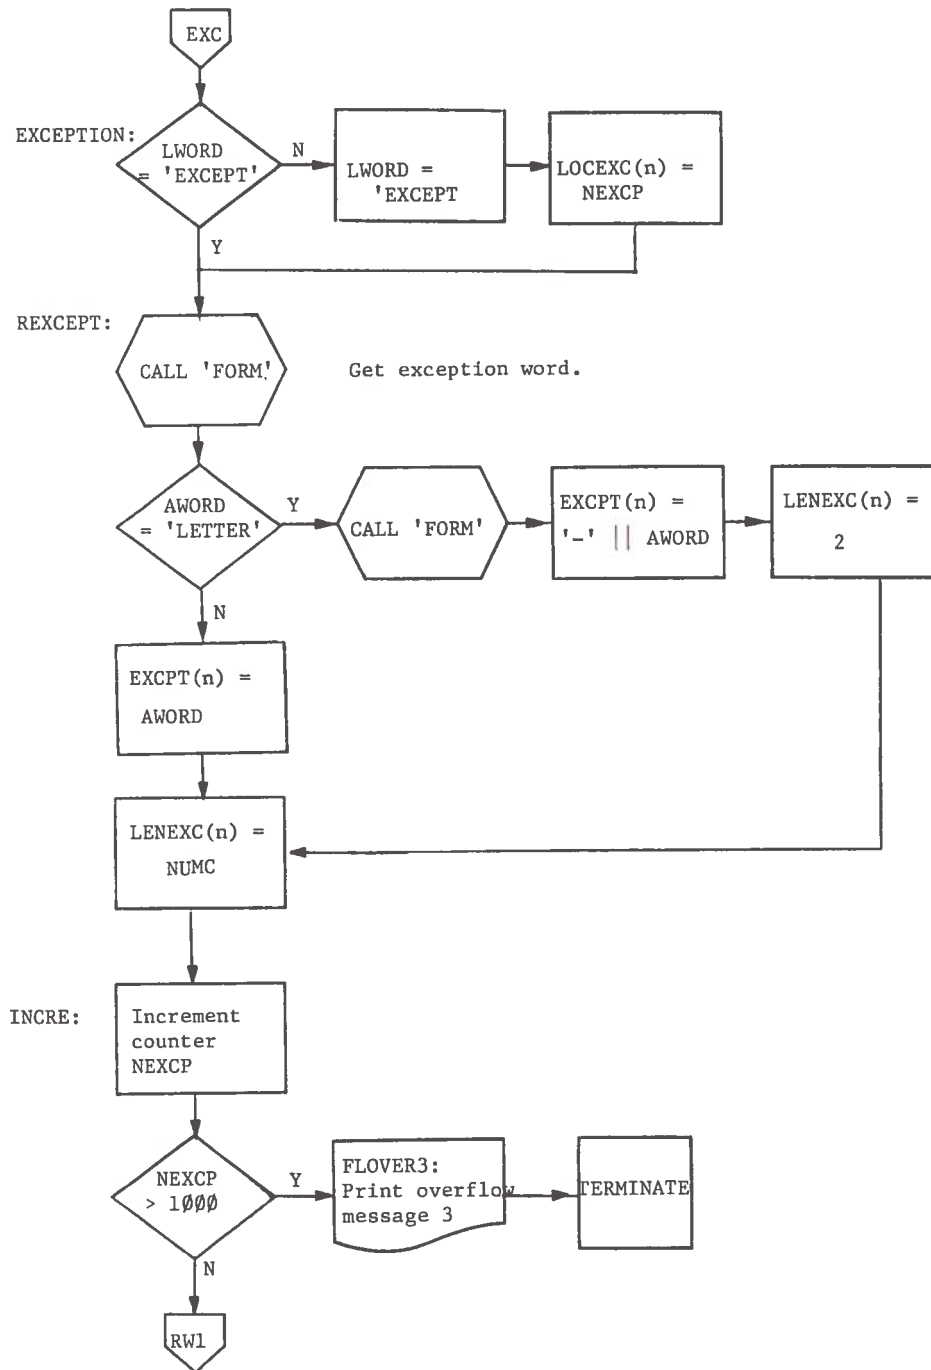 EXC
EXCEPTION:
LWORD
= 'EXCEPT'
N
LWORD =
'EXCEPT
LOCEXC(n) =
NEXCP
Y
REXCEPT:
CALL 'FORM'
Get exception word.
AWORD
= 'LETTER'
Y
CALL 'FORM'
EXCPT(n) =
'-' || AWORD
LENEXC(n) =
2
N
EXCPT(n) =
AWORD
LENEXC(n) =
NUMC
INCRE:
Increment
counter
NEXCP
NEXCP
> 1ØØØ
Y
FLOVER3:
Print overflow
message 3
TERMINATE
N
RW1